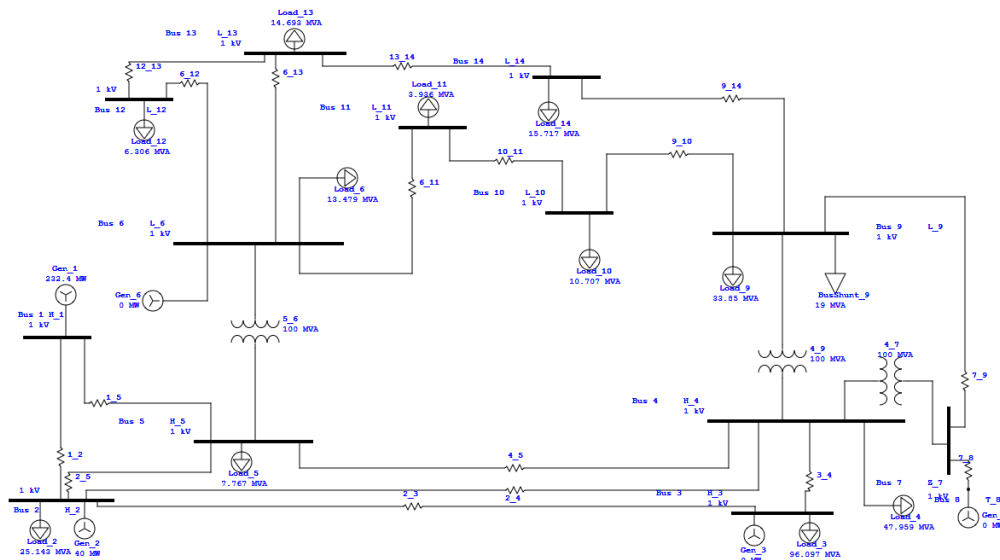 Load_13
14.693 MVA
Bus 13 L_13
1 kV
12_13
6_12
6_13
13_14
Bus 14 L_14
1 kV
9_14
1 kV
Bus 12 L_12
Load_12
6.306 MVA
Load_11
3.936 MVA
Bus 11 L_11
1 kV
Load_14
15.717 MVA
10_11
9_10
6_11
Load_6
13.479 MVA
Bus 10 L_10
1 kV
Bus 6 L_6
1 kV
Bus 9 L_9
1 kV
Load_10
10.707 MVA
Load_9
33.85 MVA
BusShunt_9
19 MVA
Gen_1
232.4 MW
Gen_6
0 MW
Bus 1 H_1
1 kV
5_6
100 MVA
4_9
100 MVA
4_7
100 MVA
7_9
1_5
Bus 5 H_5
1 kV
Bus 4 H_4
1 kV
1_2
2_5
Load_5
7.767 MVA
4_5
3_4
7_8
1 kV
Bus 2 H_2
2_3
2_4
Bus 3 H_3
1 kV
Bus 7 Z_7
1 kV
Bus 8 T_8
Load_2
25.143 MVA
Gen_2
40 MW
Gen_3
0 MW
Load_3
96.097 MVA
Load_4
47.959 MVA
Gen_
0 MW